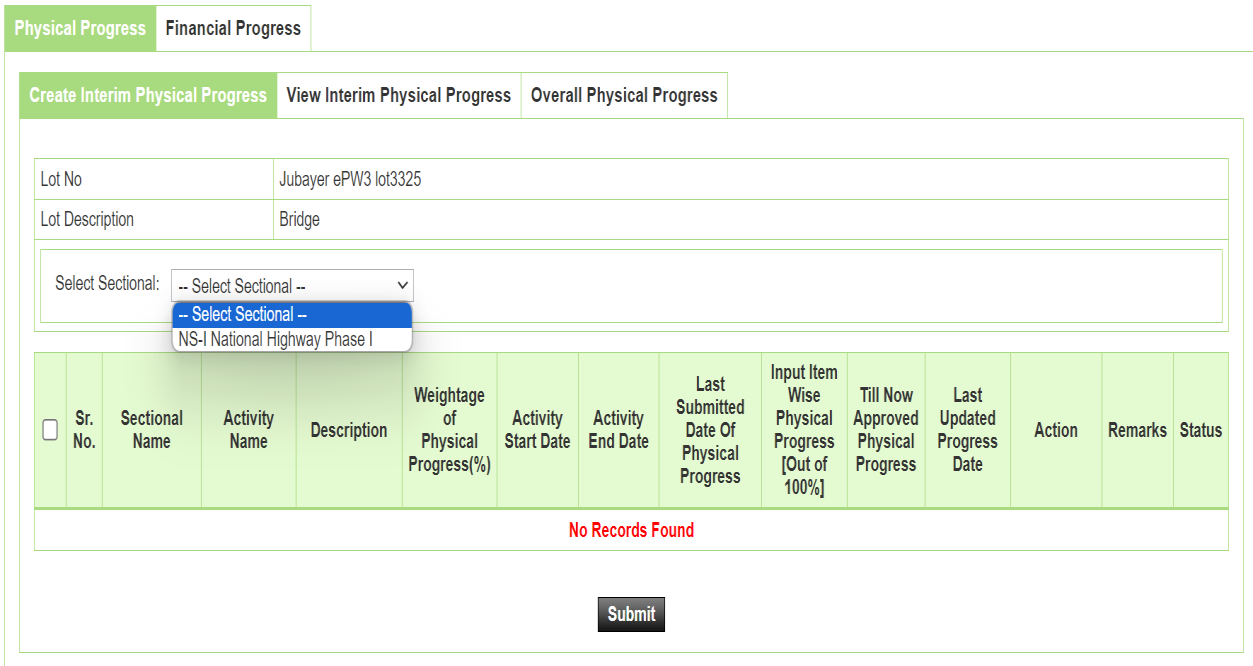 Physical Progress Financial Progress
Create Interim Physical Progress View Interim Physical Progress Overall Physical Progress
Lot No Jubayer ePW3 lot3325
Lot Description Bridge
Select Sectional: -- Select Sectional --
-- Select Sectional --
NS-I National Highway Phase I
Sr.
No.
Sectional
Name
Activity
Name
Description
Weightage
of
Physical
Progress(%)
Activity
Start Date
Activity
End Date
Last
Submitted
Date Of
Physical
Progress
Input Item
Wise
Physical
Progress
[Out of
100%]
Till Now
Approved
Physical
Progress
Last
Updated
Progress
Date
Action
Remarks
Status
No Records Found
Submit